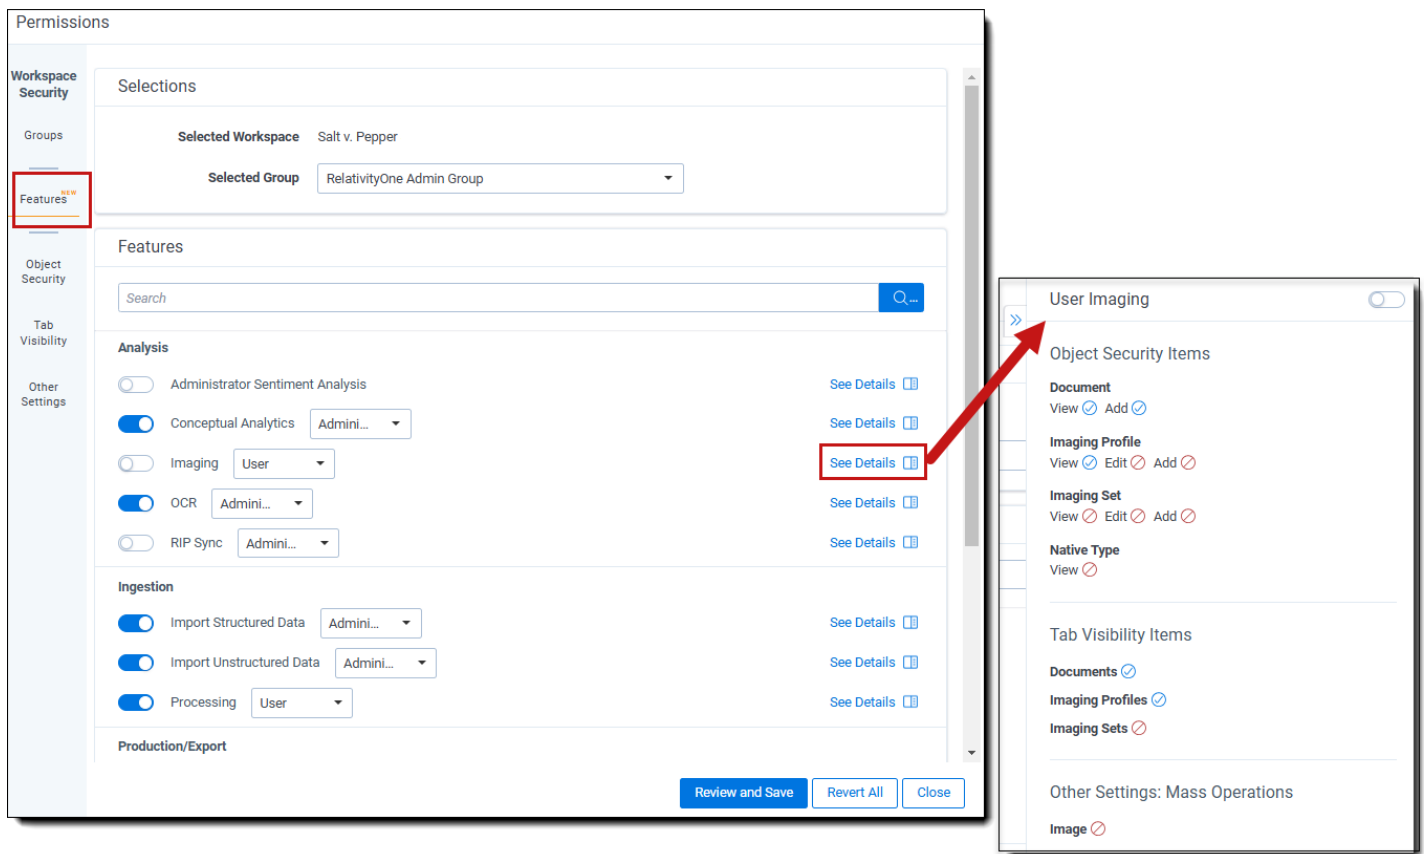 Permissions
Workspace
Security
Groups
Features NEW
Object
Security
Tab
Visibility
Other
Settings
Selections
Selected Workspace Salt v. Pepper
Selected Group RelativityOne Admin Group
Features
Search
...
Analysis
Administrator Sentiment Analysis See Details
Conceptual Analytics Admini... See Details
Imaging User See Details
OCR Admini... See Details
RIP Sync Admini... See Details
Ingestion
Import Structured Data Admini... See Details
Import Unstructured Data Admini... See Details
Processing User See Details
Production/Export
Review and Save Revert All Close
User Imaging
Object Security Items
Document
View Add
Imaging Profile
View Edit Add
Imaging Set
View Edit Add
Native Type
View
Tab Visibility Items
Documents
Imaging Profiles
Imaging Sets
Other Settings: Mass Operations
Image